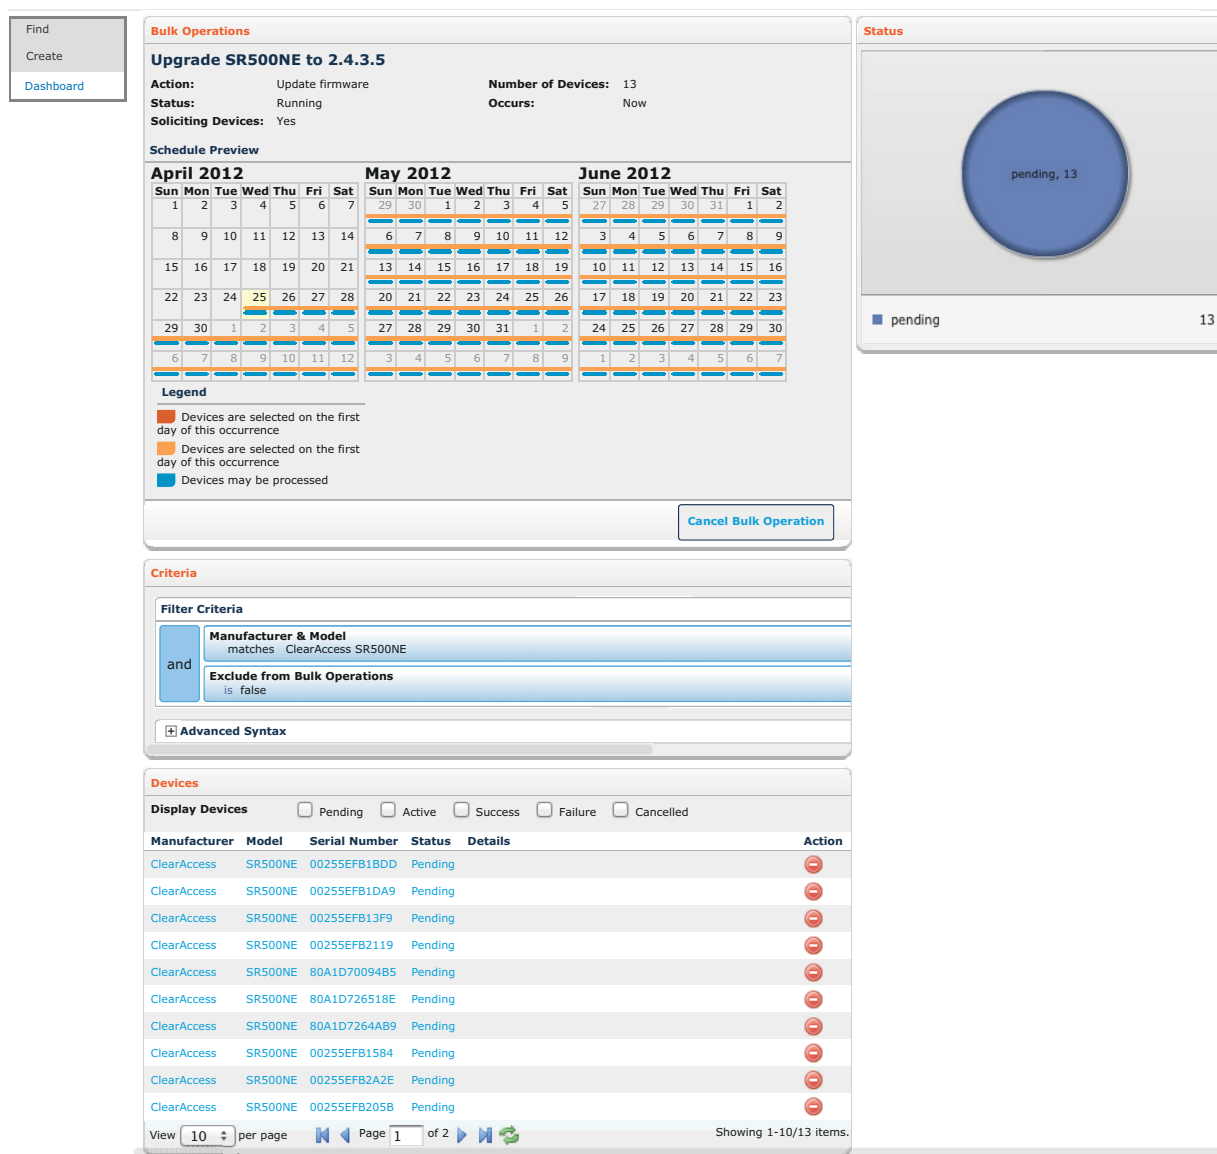 Find
Create
Dashboard
Bulk Operations
Upgrade SR500NE to 2.4.3.5
Action: Update firmware Number of Devices: 13
Status: Running Occurs: Now
Soliciting Devices: Yes
Schedule Preview
April 2012
Sun Mon Tue Wed Thu Fri Sat
1 2 3 4 5 6 7
8 9 10 11 12 13 14
15 16 17 18 19 20 21
22 23 24 25 26 27 28
29 30 1 2 3 4 5
6 7 8 9 10 11 12
May 2012
Sun Mon Tue Wed Thu Fri Sat
29 30 1 2 3 4 5
6 7 8 9 10 11 12
13 14 15 16 17 18 19
20 21 22 23 24 25 26
27 28 29 30 31 1 2
3 4 5 6 7 8 9
June 2012
Sun Mon Tue Wed Thu Fri Sat
27 28 29 30 31 1 2
3 4 5 6 7 8 9
10 11 12 13 14 15 16
17 18 19 20 21 22 23
24 25 26 27 28 29 30
1 2 3 4 5 6 7
Legend
Devices are selected on the first
day of this occurrence
Devices are selected on the first
day of this occurrence
Devices may be processed
Cancel Bulk Operation
Status
pending, 13
pending 13
Criteria
Filter Criteria
and
Manufacturer & Model
matches ClearAccess SR500NE
Exclude from Bulk Operations
is false
Advanced Syntax
Devices
Display Devices Pending Active Success Failure Cancelled
Manufacturer Model Serial Number Status Details Action
ClearAccess SR500NE 00255EFB1BDD Pending
ClearAccess SR500NE 00255EFB1DA9 Pending
ClearAccess SR500NE 00255EFB13F9 Pending
ClearAccess SR500NE 00255EFB2119 Pending
ClearAccess SR500NE 80A1D70094B5 Pending
ClearAccess SR500NE 80A1D726518E Pending
ClearAccess SR500NE 80A1D7264AB9 Pending
ClearAccess SR500NE 00255EFB1584 Pending
ClearAccess SR500NE 00255EFB2A2E Pending
ClearAccess SR500NE 00255EFB205B Pending
View 10 per page Page 1 of 2 Showing 1-10/13 items.